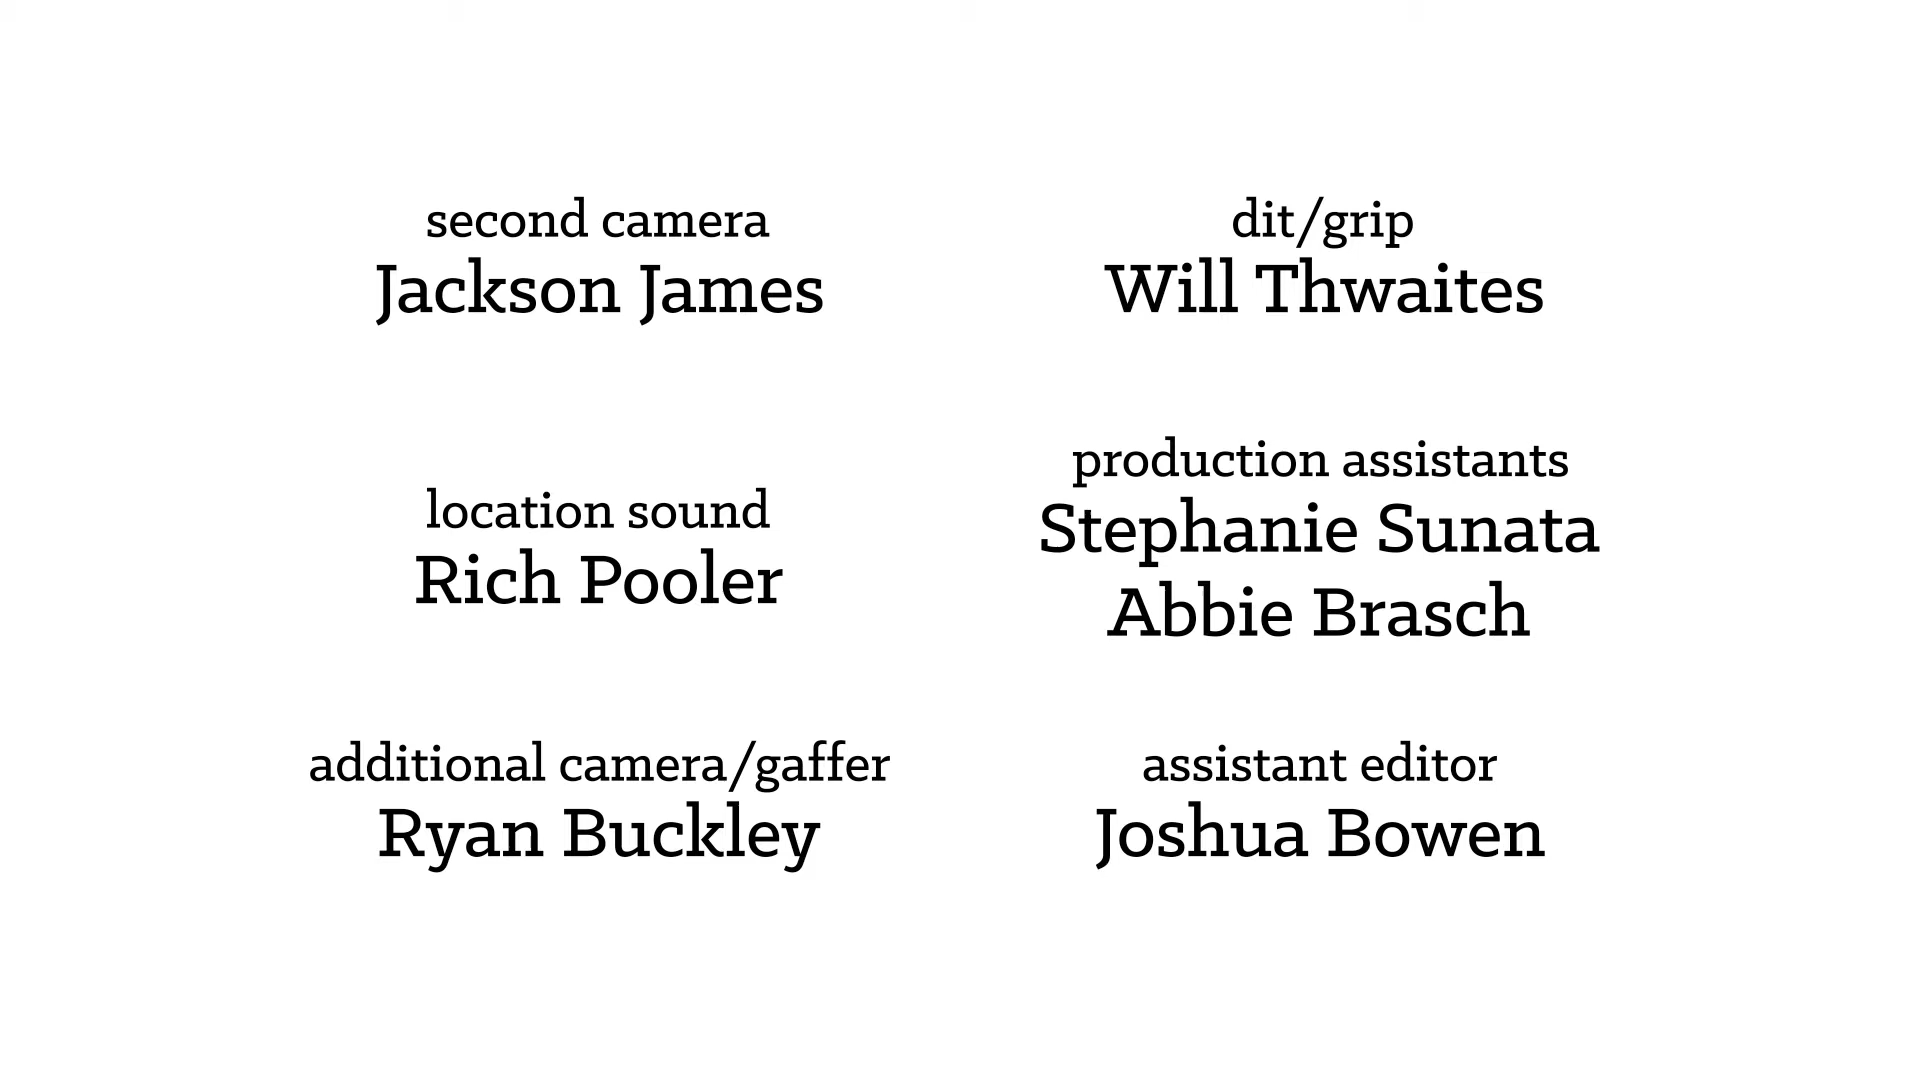 second camera
Jackson James
location sound
Rich Pooler
additional camera/gaffer
Ryan Buckley
dit/grip
Will Thwaites
production assistants
Stephanie Sunata
Abbie Brasch
assistant editor
Joshua Bowen